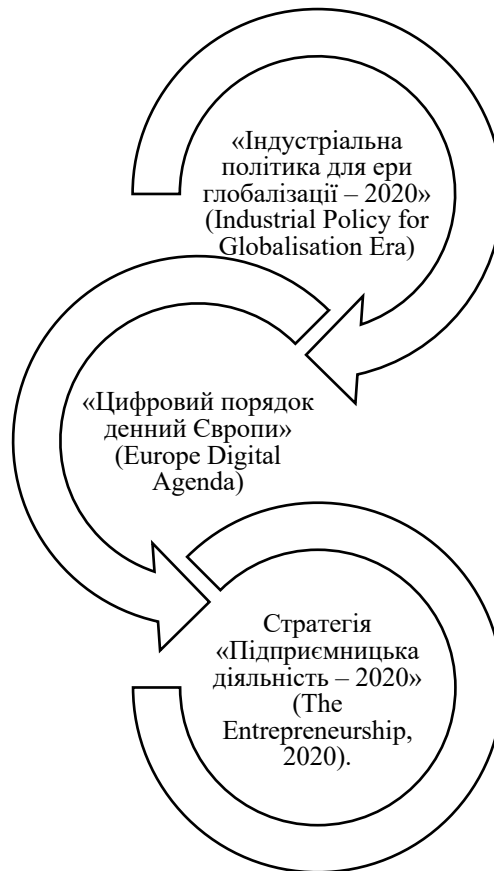 «Індустріальна
політика для ери
глобалізації – 2020»
(Industrial Policy for
Globalisation Era)
«Цифровий порядок
денний Європи»
(Europe Digital
Agenda)
Стратегія
«Підприємницька
діяльність – 2020»
(The
Entrepreneurship,
2020).